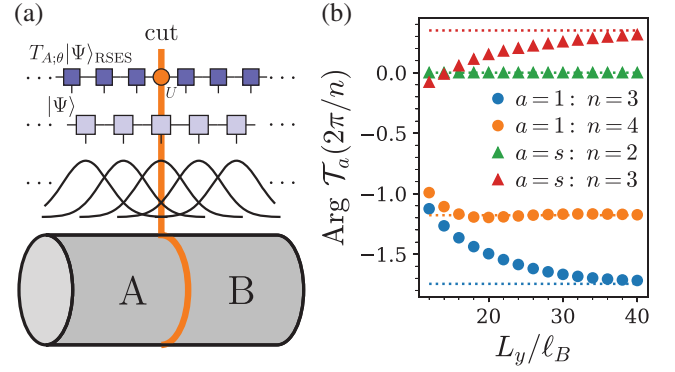 (a)
cut
T_{A;θ}|Ψ⟩_{RSES}
U
|Ψ⟩
A
B
(b)
Arg 𝒯_a(2π/n)
0.0
−0.5
−1.0
−1.5
a = 1 : n = 3
a = 1 : n = 4
a = s : n = 2
a = s : n = 3
20
30
40
L_y/ℓ_B